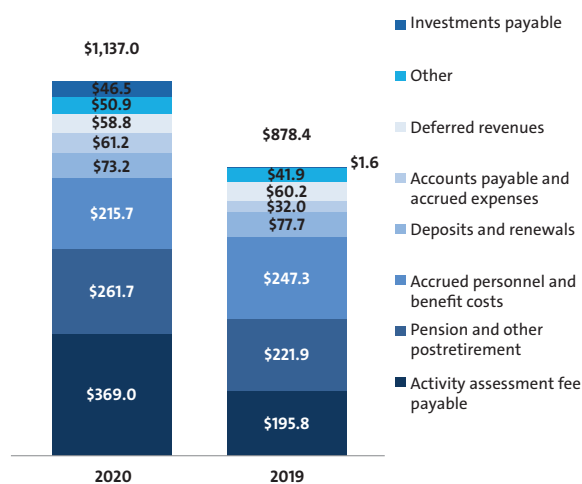 $1,137.0
$46.5
$50.9
$58.8
$61.2
$73.2
$215.7
$261.7
$369.0
2020
$878.4
$1.6
$41.9
$60.2
$32.0
$77.7
$247.3
$221.9
$195.8
2019
Investments payable
Other
Deferred revenues
Accounts payable and
accrued expenses
Deposits and renewals
Accrued personnel and
benefit costs
Pension and other
postretirement
Activity assessment fee
payable